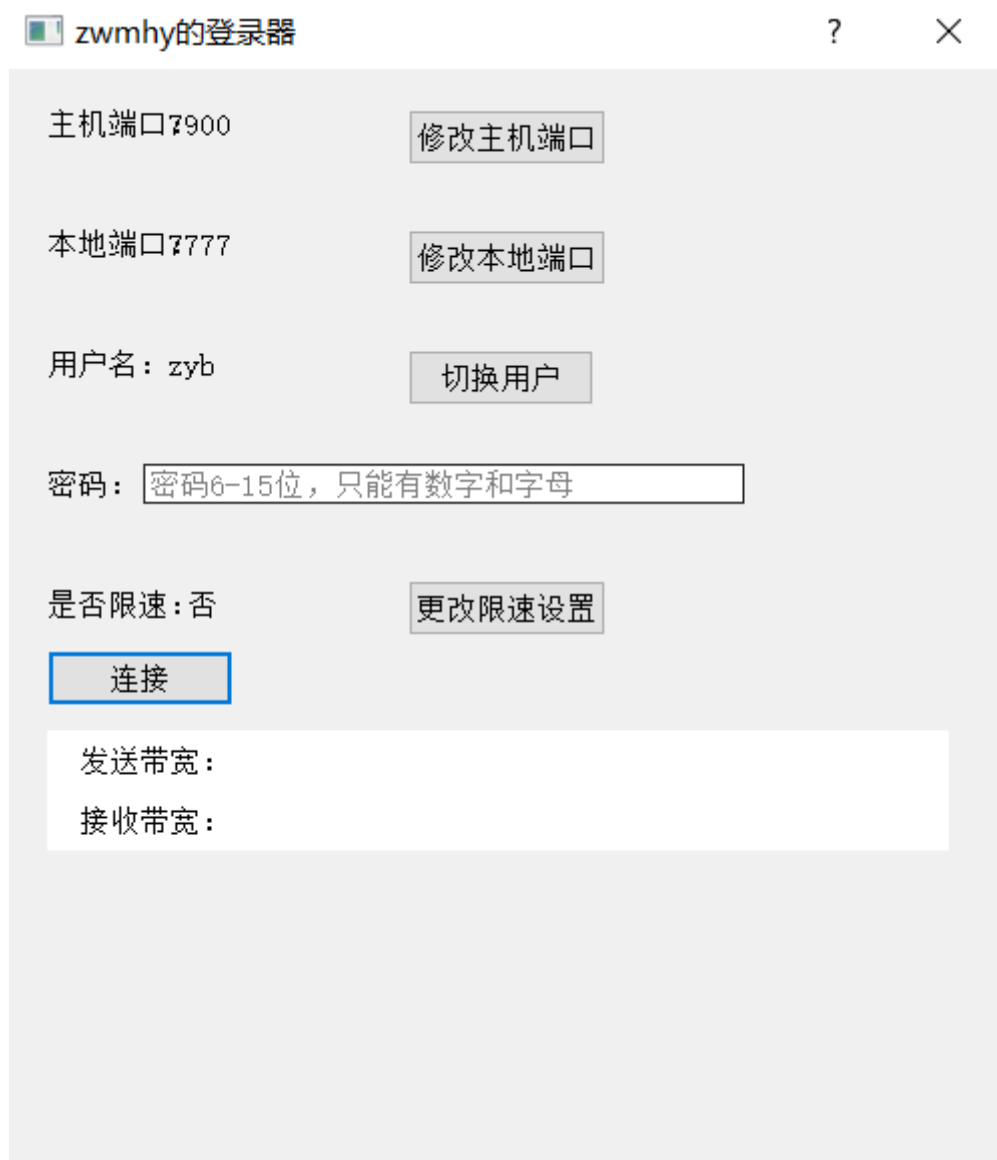 zwmhy的登录器 ?
主机端口7900 修改主机端口
本地端口7777 修改本地端口
用户名：zyb 切换用户
密码： 密码6-15位，只能有数字和字母
是否限速:否 更改限速设置
连接
发送带宽：
接收带宽：